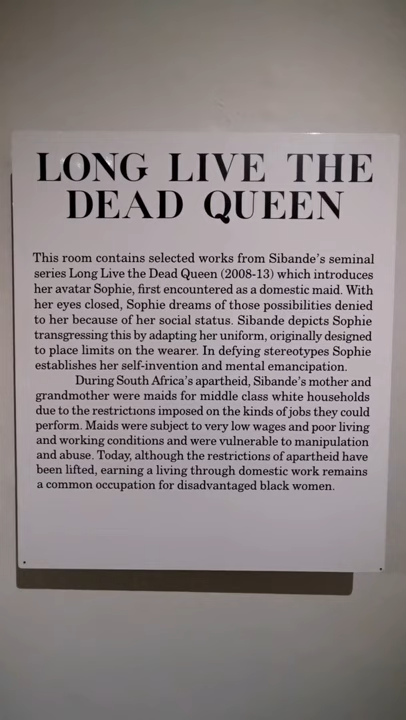 LONG LIVE THE
DEAD QUEEN
This room contains selected works from Sibande's seminal
series Long Live the Dead Queen (2008-13) which introduces
her avatar Sophie, first encountered as a domestic maid. With
her eyes closed, Sophie dreams of those possibilities denied
to her because of her social status. Sibande depicts Sophie
transgressing this by adapting her uniform, originally designed
to place limits on the wearer. In defying stereotypes Sophie
establishes her self-invention and mental emancipation.
During South Africa's apartheid, Sibande's mother and
grandmother were maids for middle class white households
due to the restrictions imposed on the kinds of jobs they could
perform. Maids were subject to very low wages and poor living
and working conditions and were vulnerable to manipulation
and abuse. Today, although the restrictions of apartheid have
been lifted, earning a living through domestic work remains
a common occupation for disadvantaged black women.